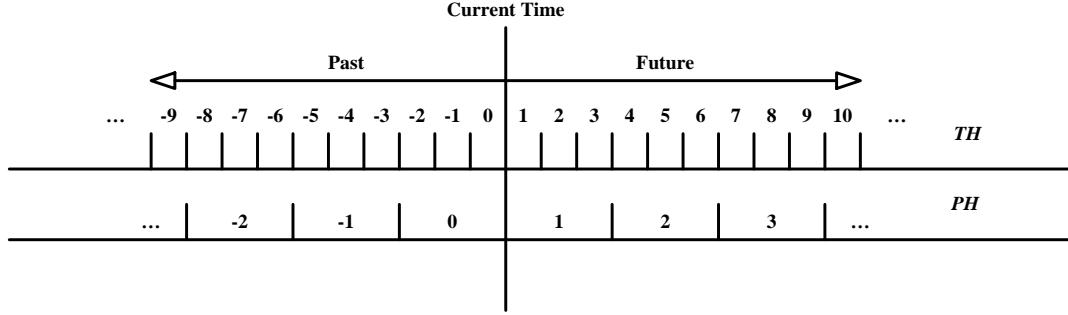 Current Time
Past Future
... -9 -8 -7 -6 -5 -4 -3 -2 -1 0 1 2 3 4 5 6 7 8 9 10 ...
TH
PH
... -2 -1 0 1 2 3 ...